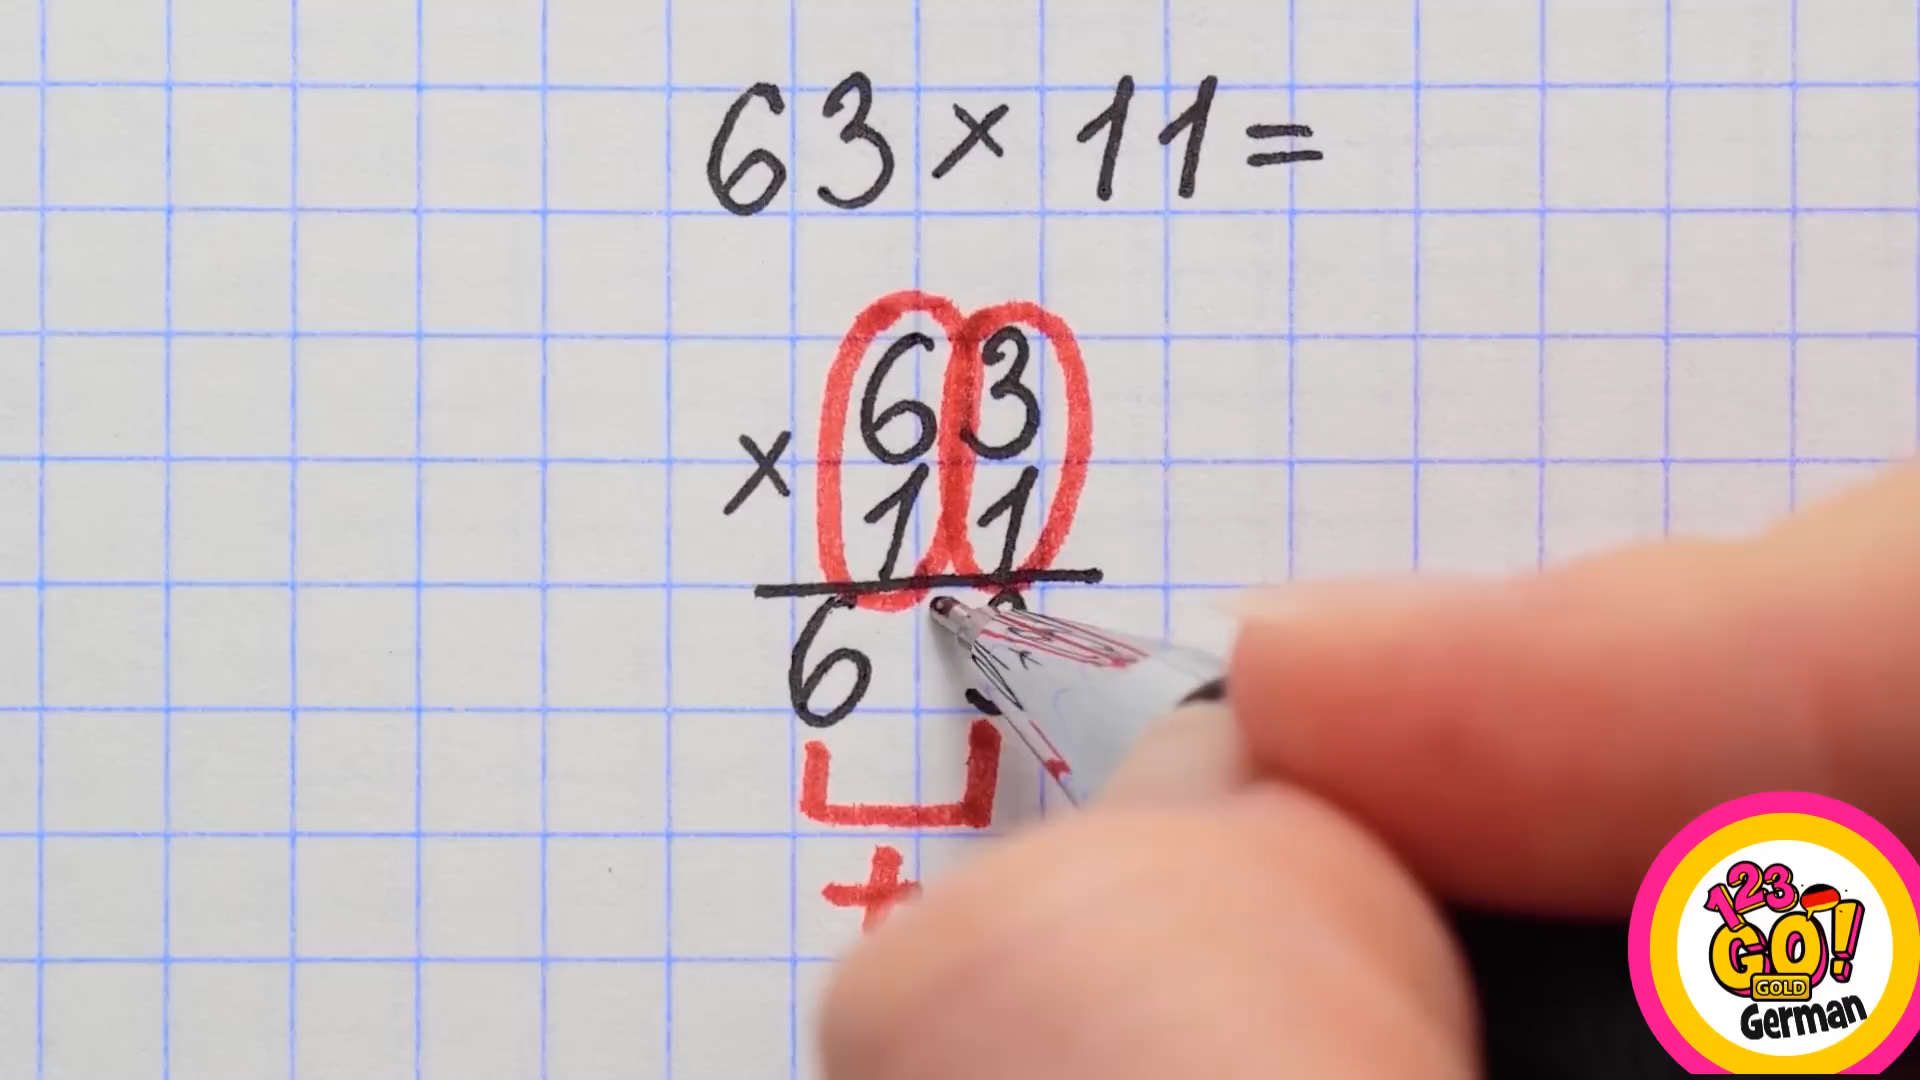 63 × 11 =
63
× 11
6
+
123
GO!
GOLD
German